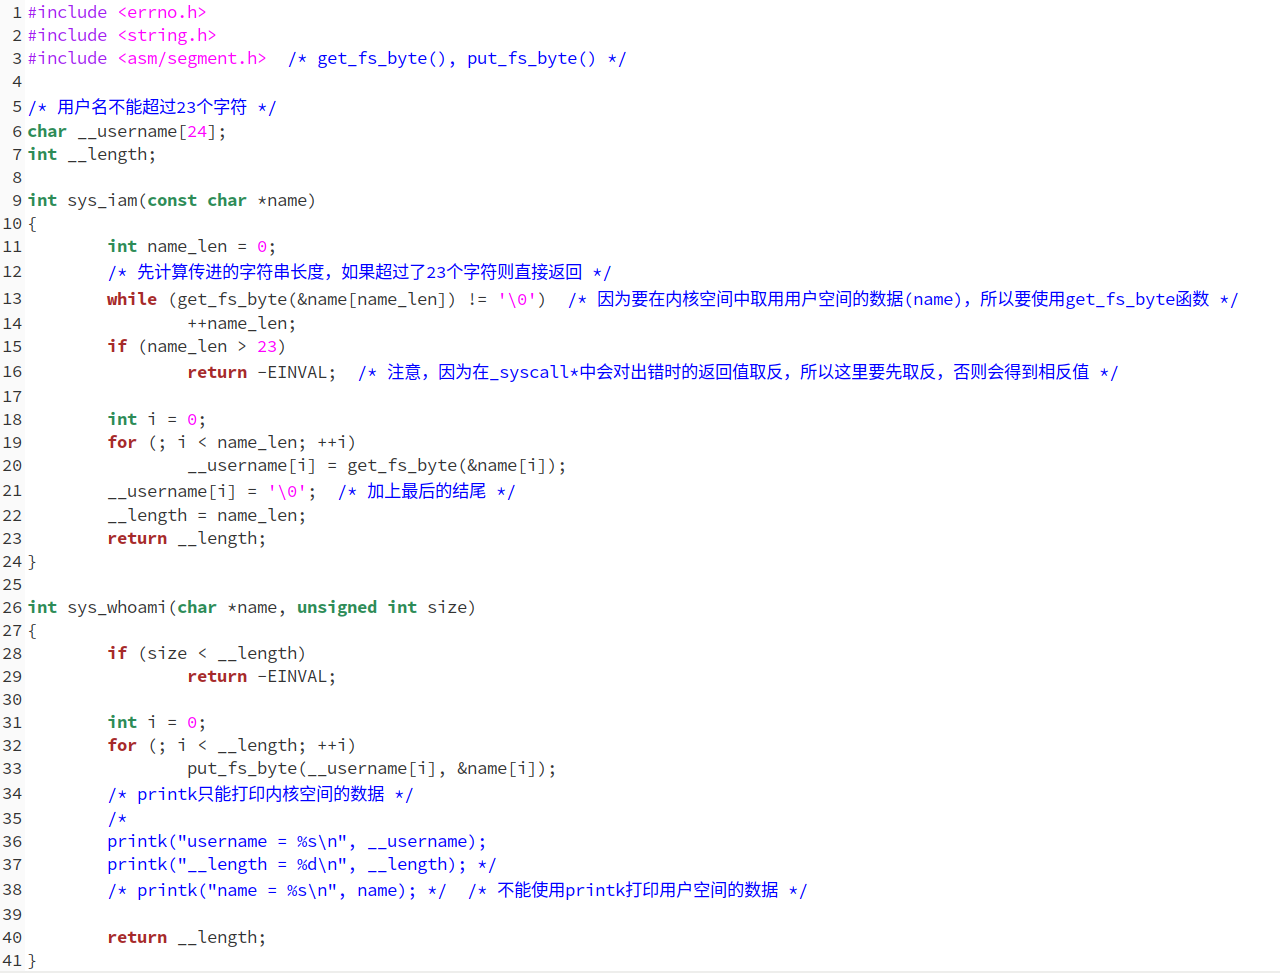 1 #include <errno.h>
2 #include <string.h>
3 #include <asm/segment.h>  /* get_fs_byte(), put_fs_byte() */
4
5 /* 用户名不能超过23个字符 */
6 char __username[24];
7 int __length;
8
9 int sys_iam(const char *name)
10 {
11         int name_len = 0;
12         /* 先计算传进的字符串长度，如果超过了23个字符则直接返回 */
13         while (get_fs_byte(&name[name_len]) != '\0')  /* 因为要在内核空间中取用用户空间的数据(name)，所以要使用get_fs_byte函数 */
14                 ++name_len;
15         if (name_len > 23)
16                 return -EINVAL;  /* 注意，因为在_syscall*中会对出错时的返回值取反，所以这里要先取反，否则会得到相反值 */
17
18         int i = 0;
19         for (; i < name_len; ++i)
20                 __username[i] = get_fs_byte(&name[i]);
21         __username[i] = '\0';  /* 加上最后的结尾 */
22         __length = name_len;
23         return __length;
24 }
25
26 int sys_whoami(char *name, unsigned int size)
27 {
28         if (size < __length)
29                 return -EINVAL;
30
31         int i = 0;
32         for (; i < __length; ++i)
33                 put_fs_byte(__username[i], &name[i]);
34         /* printk只能打印内核空间的数据 */
35         /*
36         printk("username = %s\n", __username);
37         printk("__length = %d\n", __length); */
38         /* printk("name = %s\n", name); */  /* 不能使用printk打印用户空间的数据 */
39
40         return __length;
41 }